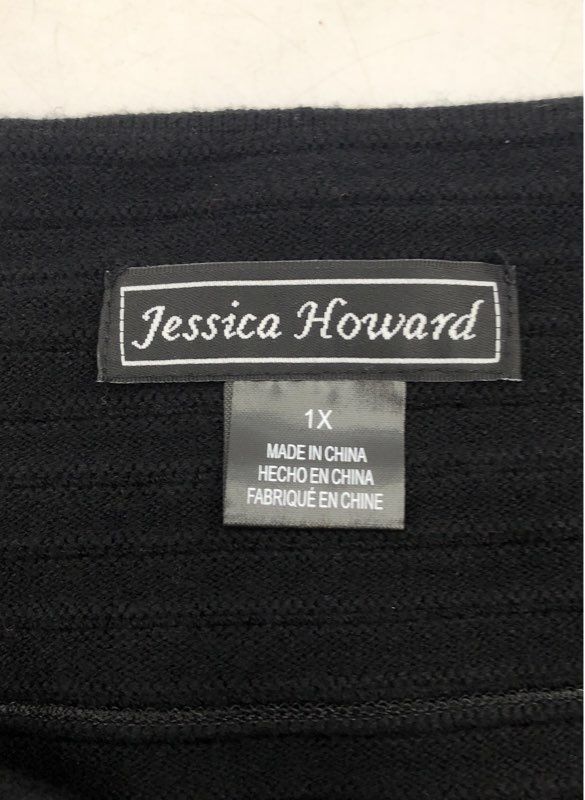 Jessica Howard
1X
MADE IN CHINA
HECHO EN CHINA
FABRIQUÉ EN CHINE